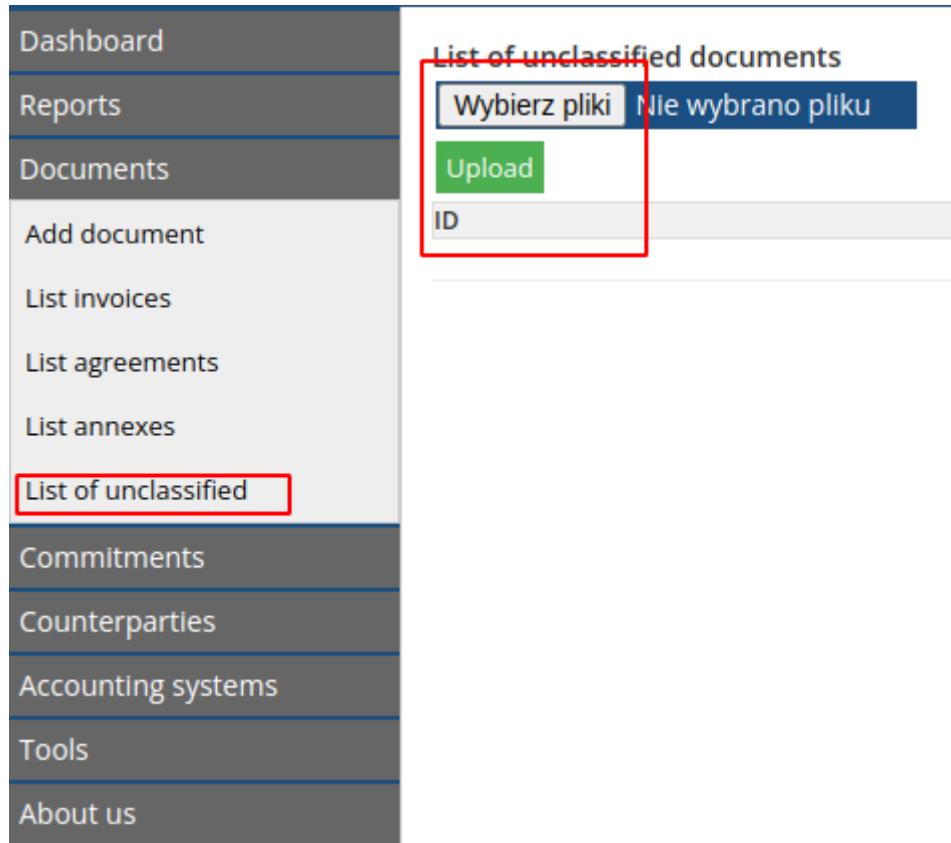 Dashboard
Reports
Documents
Add document
List invoices
List agreements
List annexes
List of unclassified
Commitments
Counterparties
Accounting systems
Tools
About us
List of unclassified documents
Wybierz pliki Nie wybrano pliku
Upload
ID